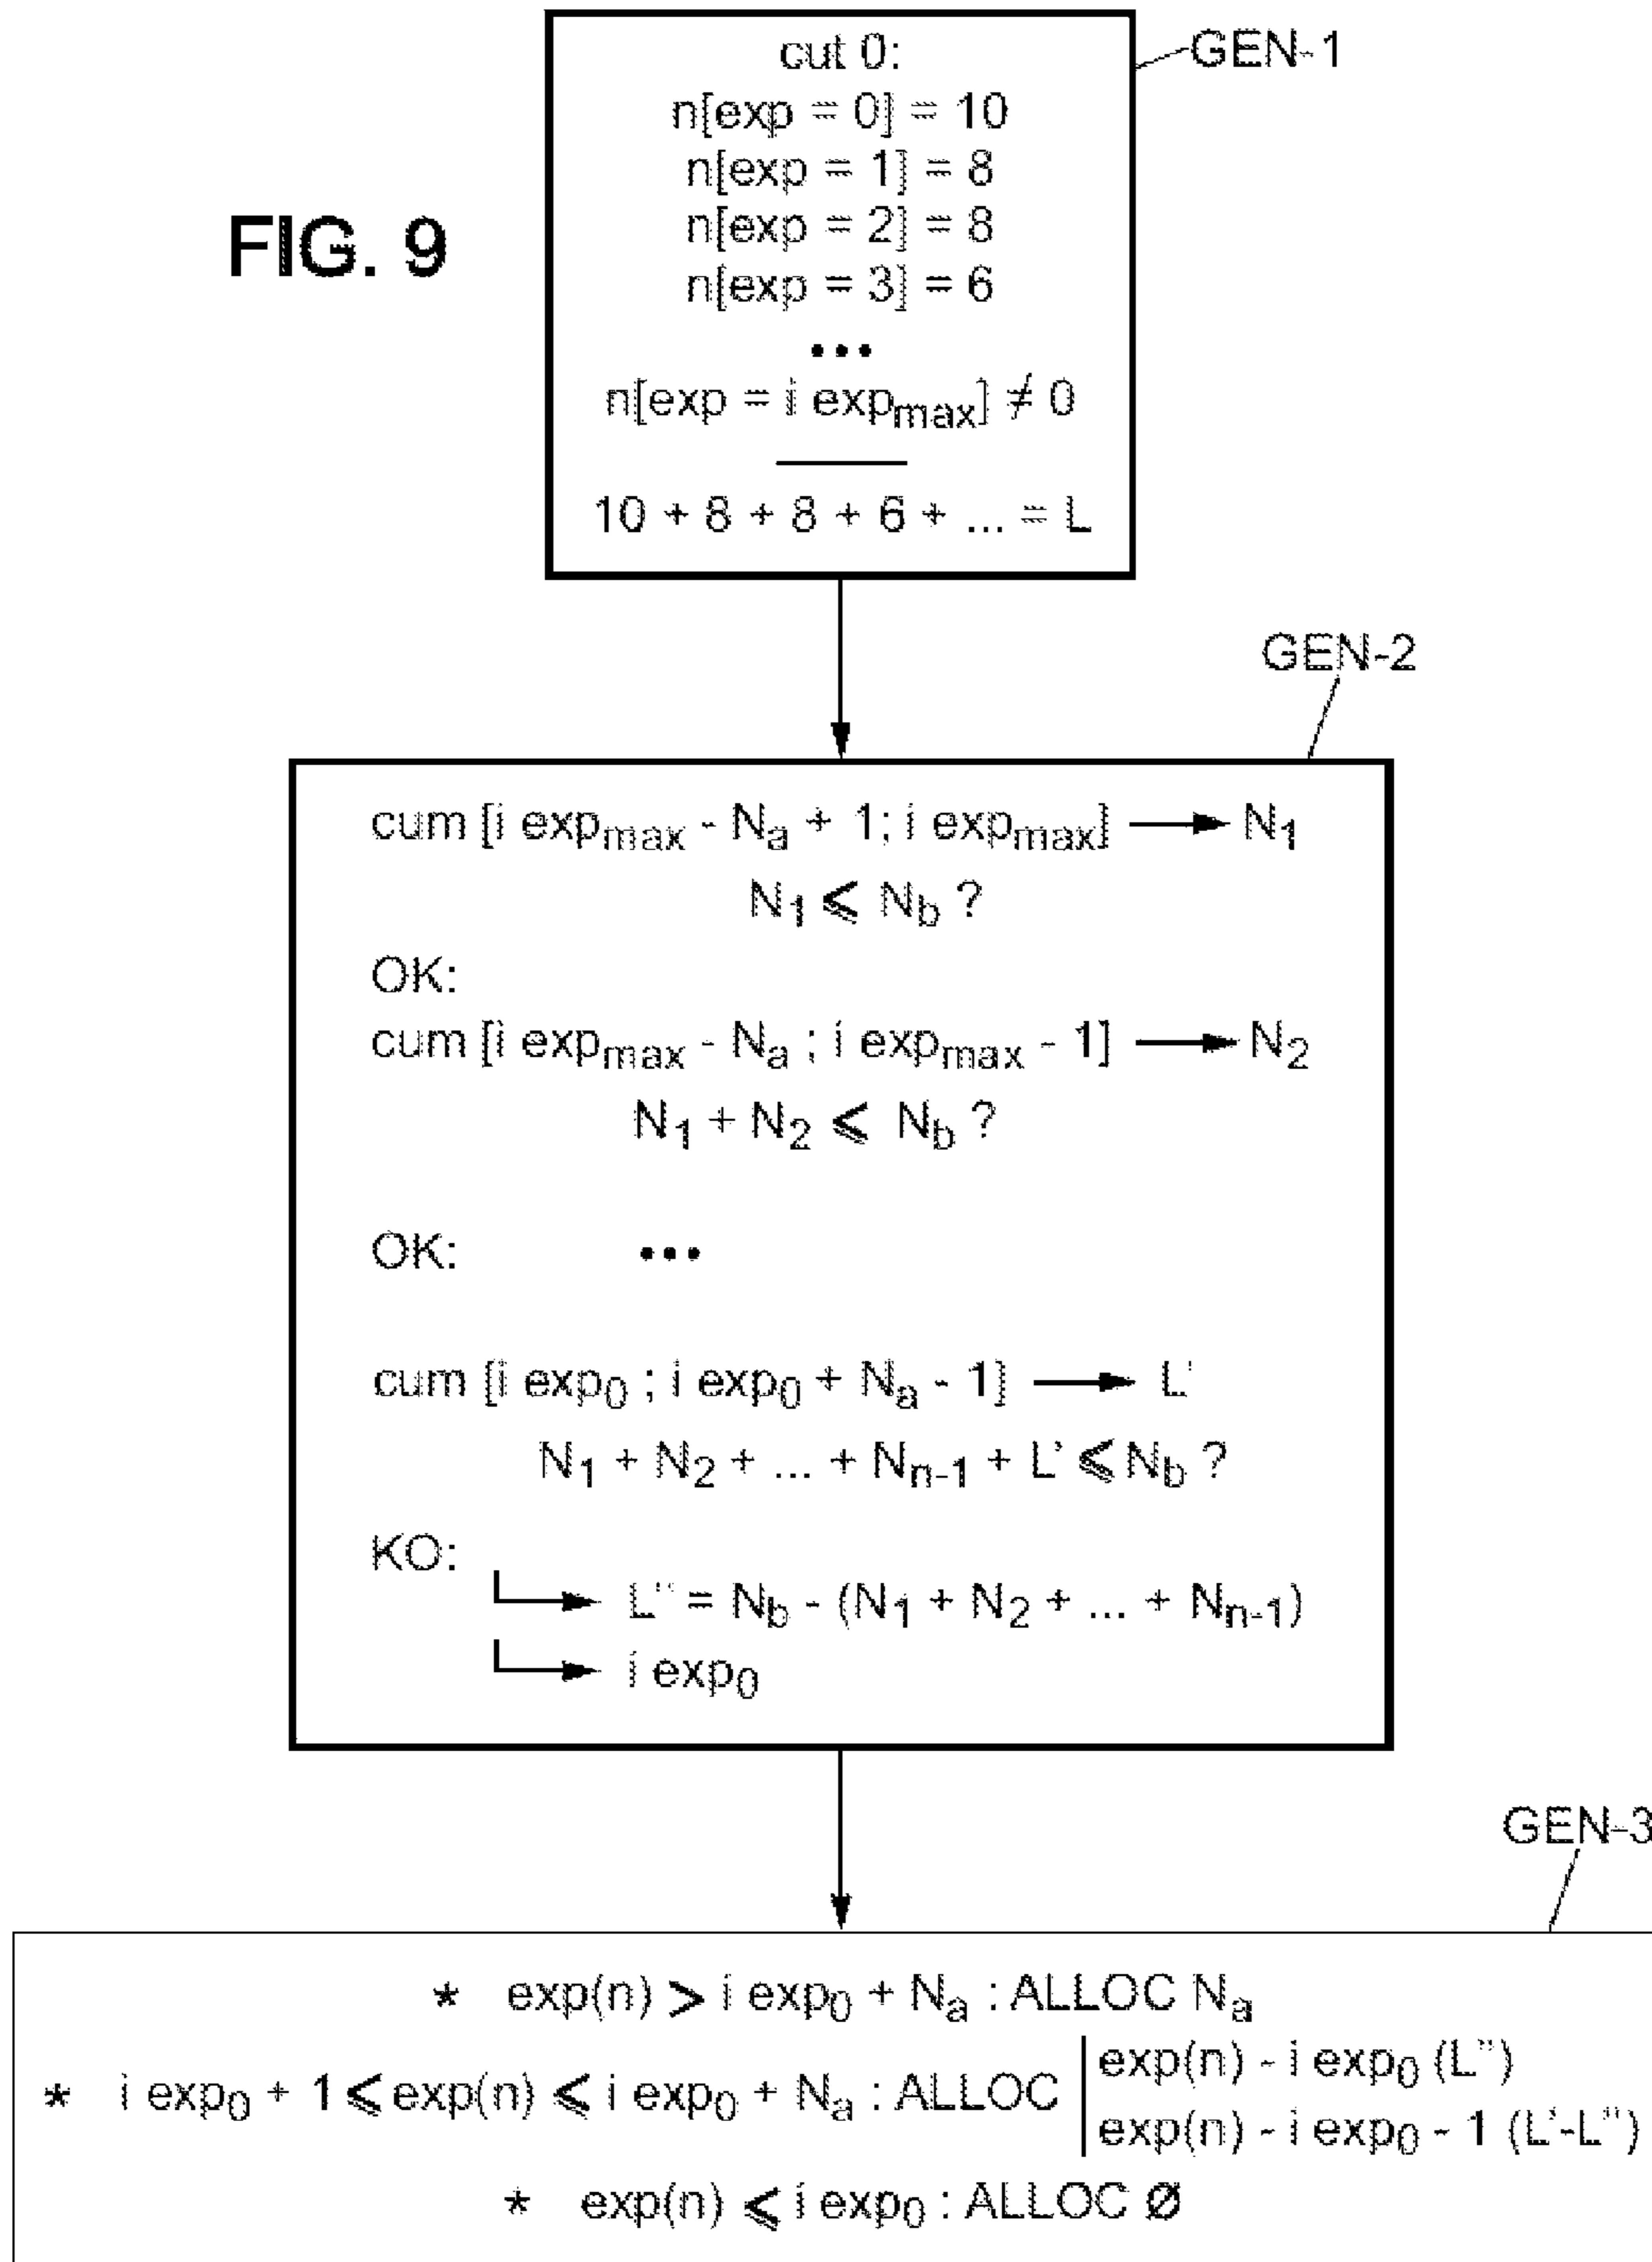 cut 0:
GEN-1
n[exp = 0] = 10
n[exp = 1] = 8
n[exp = 2] = 8
FIG. 9
n[exp = 3] = 6
•••
n[exp = i exp_max] ≠ 0
10 + 8 + 8 + 6 + ... = L
GEN-2
cum [i exp_max - N_a + 1; i exp_max] → N_1
N_1 ⩽ N_b ?
OK:
cum [i exp_max - N_a ; i exp_max - 1] → N_2
N_1 + N_2 ⩽ N_b ?
OK: •••
cum [i exp_0 ; i exp_0 + N_a - 1] → L'
N_1 + N_2 + ... + N_n-1 + L' ⩽ N_b ?
KO:
L'' = N_b - (N_1 + N_2 + ... + N_n-1)
i exp_0
GEN-3
* exp(n) > i exp_0 + N_a : ALLOC N_a
* i exp_0 + 1 ⩽ exp(n) ⩽ i exp_0 + N_a : ALLOC | exp(n) - i exp_0 (L'')
exp(n) - i exp_0 - 1 (L'-L'')
* exp(n) ⩽ i exp_0 : ALLOC Ø